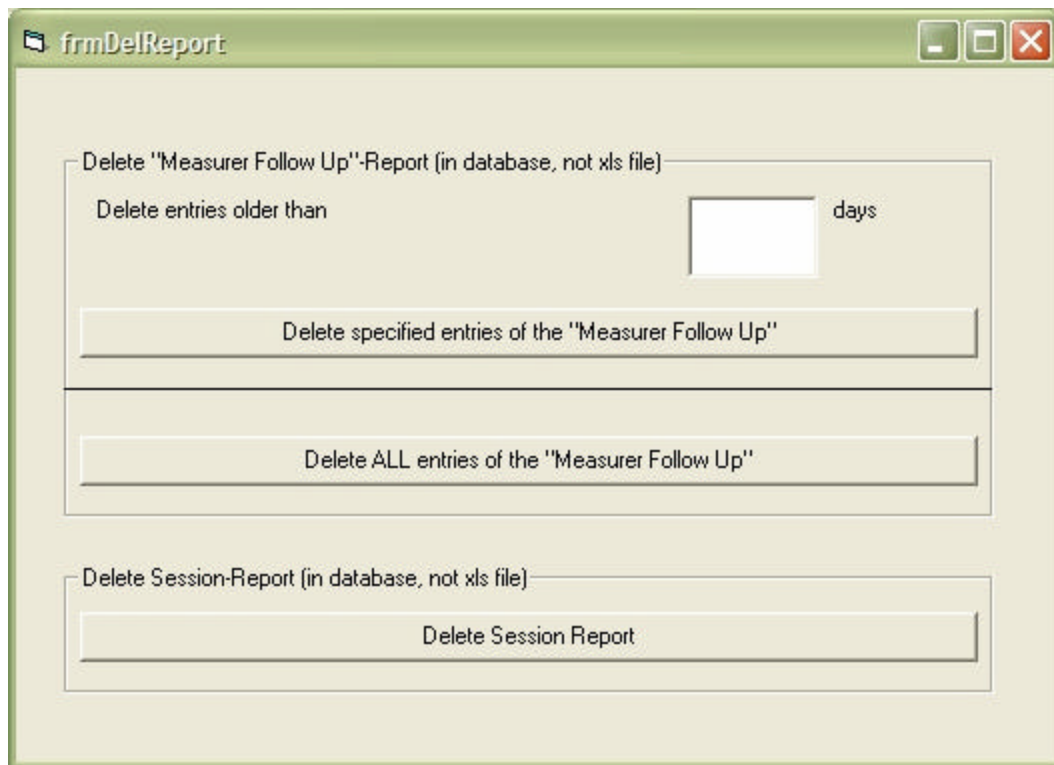 frmDelReport
Delete "Measurer Follow Up"-Report (in database, not xls file)
Delete entries older than days
Delete specified entries of the "Measurer Follow Up"
Delete ALL entries of the "Measurer Follow Up"
Delete Session-Report (in database, not xls file)
Delete Session Report